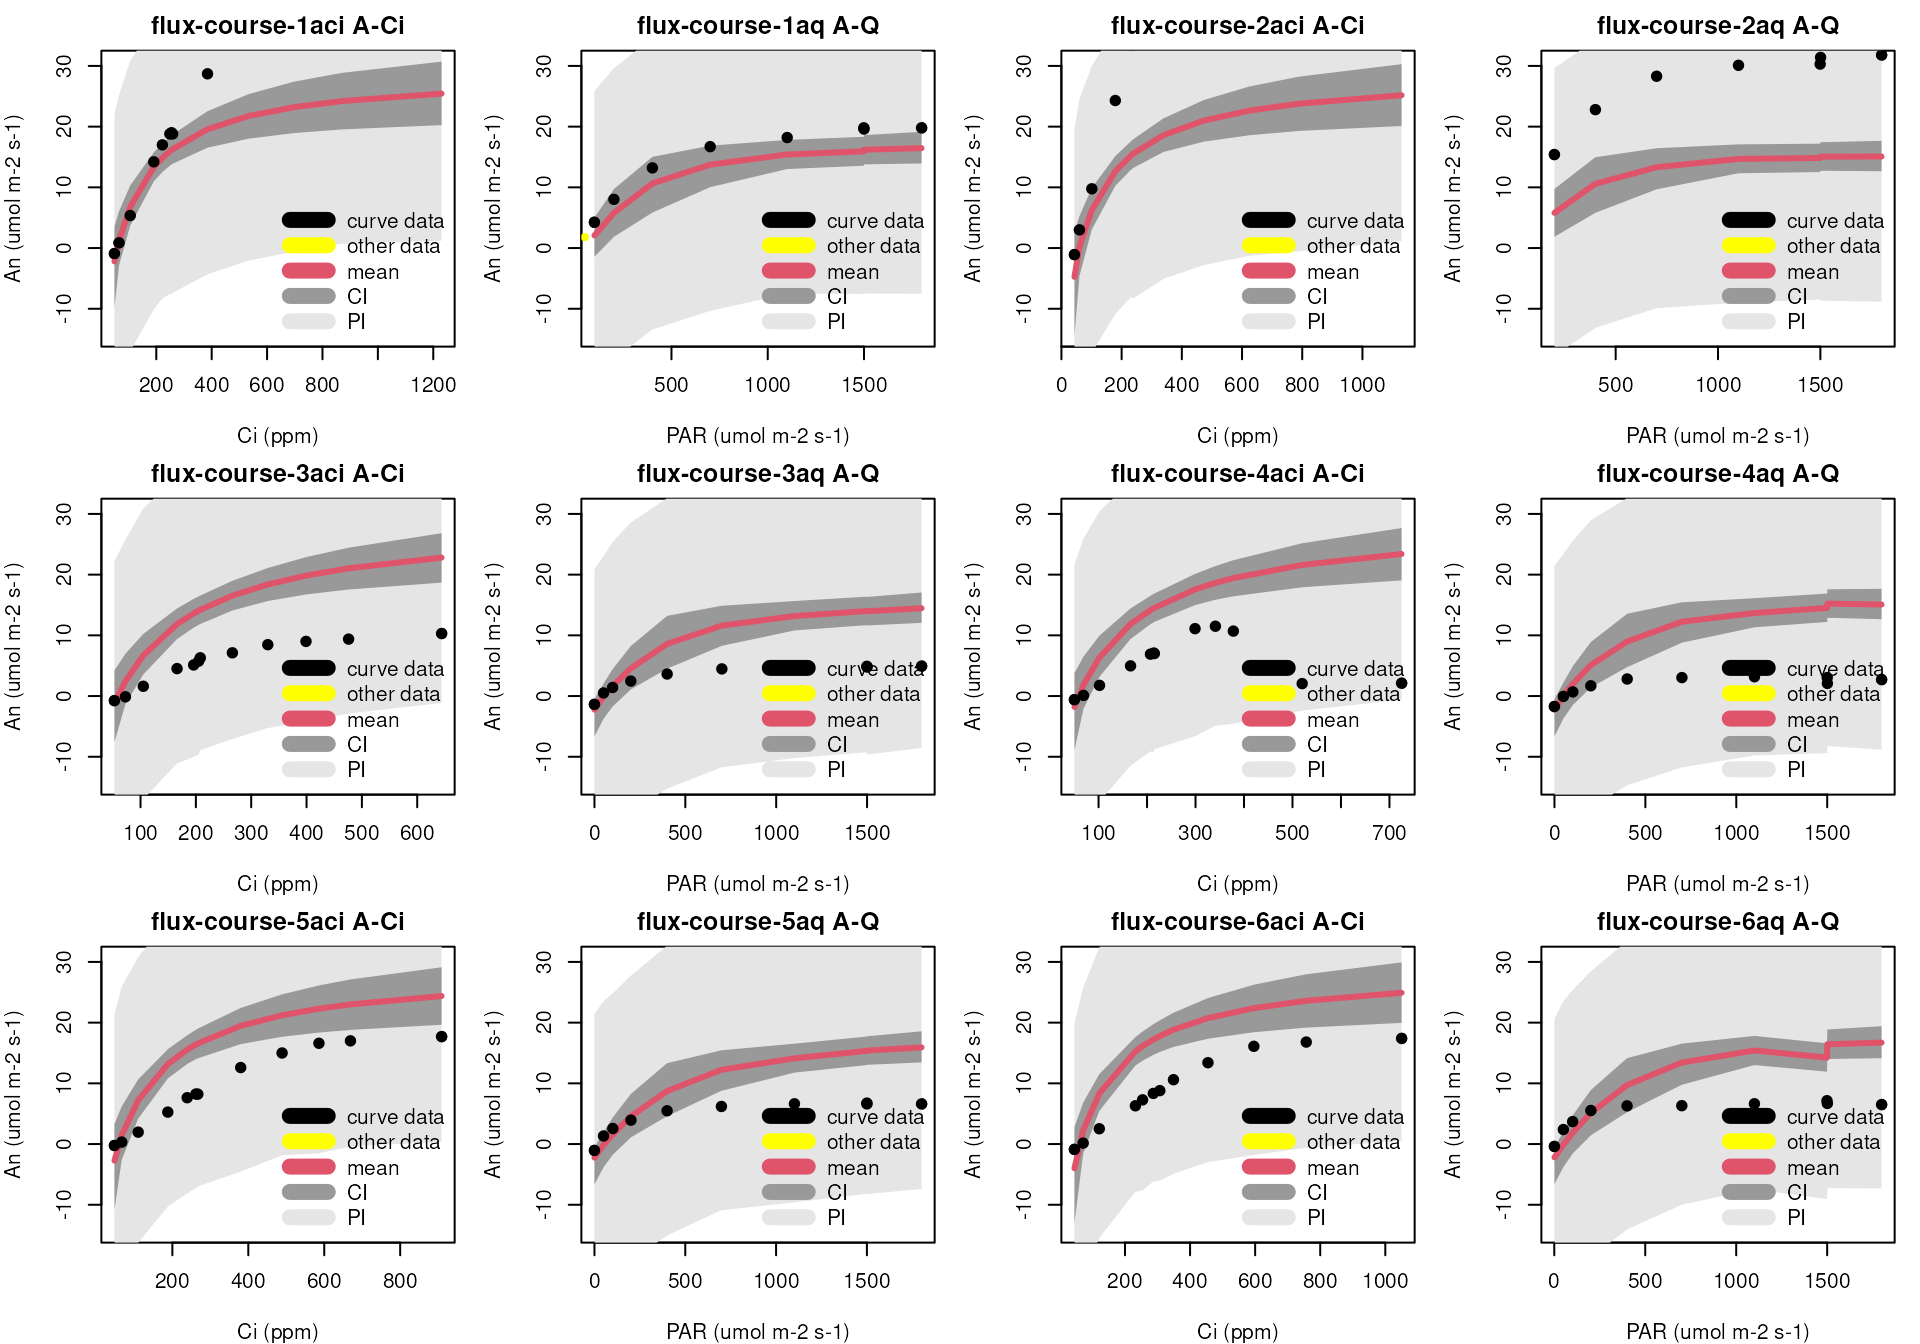 flux-course-1aci A-Ci
An (umol m-2 s-1)
30
20
10
0
-10
curve data
other data
mean
CI
PI
200 400 600 800 1200
Ci (ppm)
flux-course-1aq A-Q
An (umol m-2 s-1)
30
20
10
0
-10
curve data
other data
mean
CI
PI
500 1000 1500
PAR (umol m-2 s-1)
flux-course-2aci A-Ci
An (umol m-2 s-1)
30
20
10
0
-10
curve data
other data
mean
CI
PI
0 200 400 600 800 1000
Ci (ppm)
flux-course-2aq A-Q
An (umol m-2 s-1)
30
20
10
0
-10
curve data
other data
mean
CI
PI
500 1000 1500
PAR (umol m-2 s-1)
flux-course-3aci A-Ci
An (umol m-2 s-1)
30
20
10
0
-10
curve data
other data
mean
CI
PI
100 200 300 400 500 600
Ci (ppm)
flux-course-3aq A-Q
An (umol m-2 s-1)
30
20
10
0
-10
curve data
other data
mean
CI
PI
0 500 1000 1500
PAR (umol m-2 s-1)
flux-course-4aci A-Ci
An (umol m-2 s-1)
30
20
10
0
-10
curve data
other data
mean
CI
PI
100 300 500 700
Ci (ppm)
flux-course-4aq A-Q
An (umol m-2 s-1)
30
20
10
0
-10
curve data
other data
mean
CI
PI
0 500 1000 1500
PAR (umol m-2 s-1)
flux-course-5aci A-Ci
An (umol m-2 s-1)
30
20
10
0
-10
curve data
other data
mean
CI
PI
200 400 600 800
Ci (ppm)
flux-course-5aq A-Q
An (umol m-2 s-1)
30
20
10
0
-10
curve data
other data
mean
CI
PI
0 500 1000 1500
PAR (umol m-2 s-1)
flux-course-6aci A-Ci
An (umol m-2 s-1)
30
20
10
0
-10
curve data
other data
mean
CI
PI
200 400 600 800 1000
Ci (ppm)
flux-course-6aq A-Q
An (umol m-2 s-1)
30
20
10
0
-10
curve data
other data
mean
CI
PI
0 500 1000 1500
PAR (umol m-2 s-1)